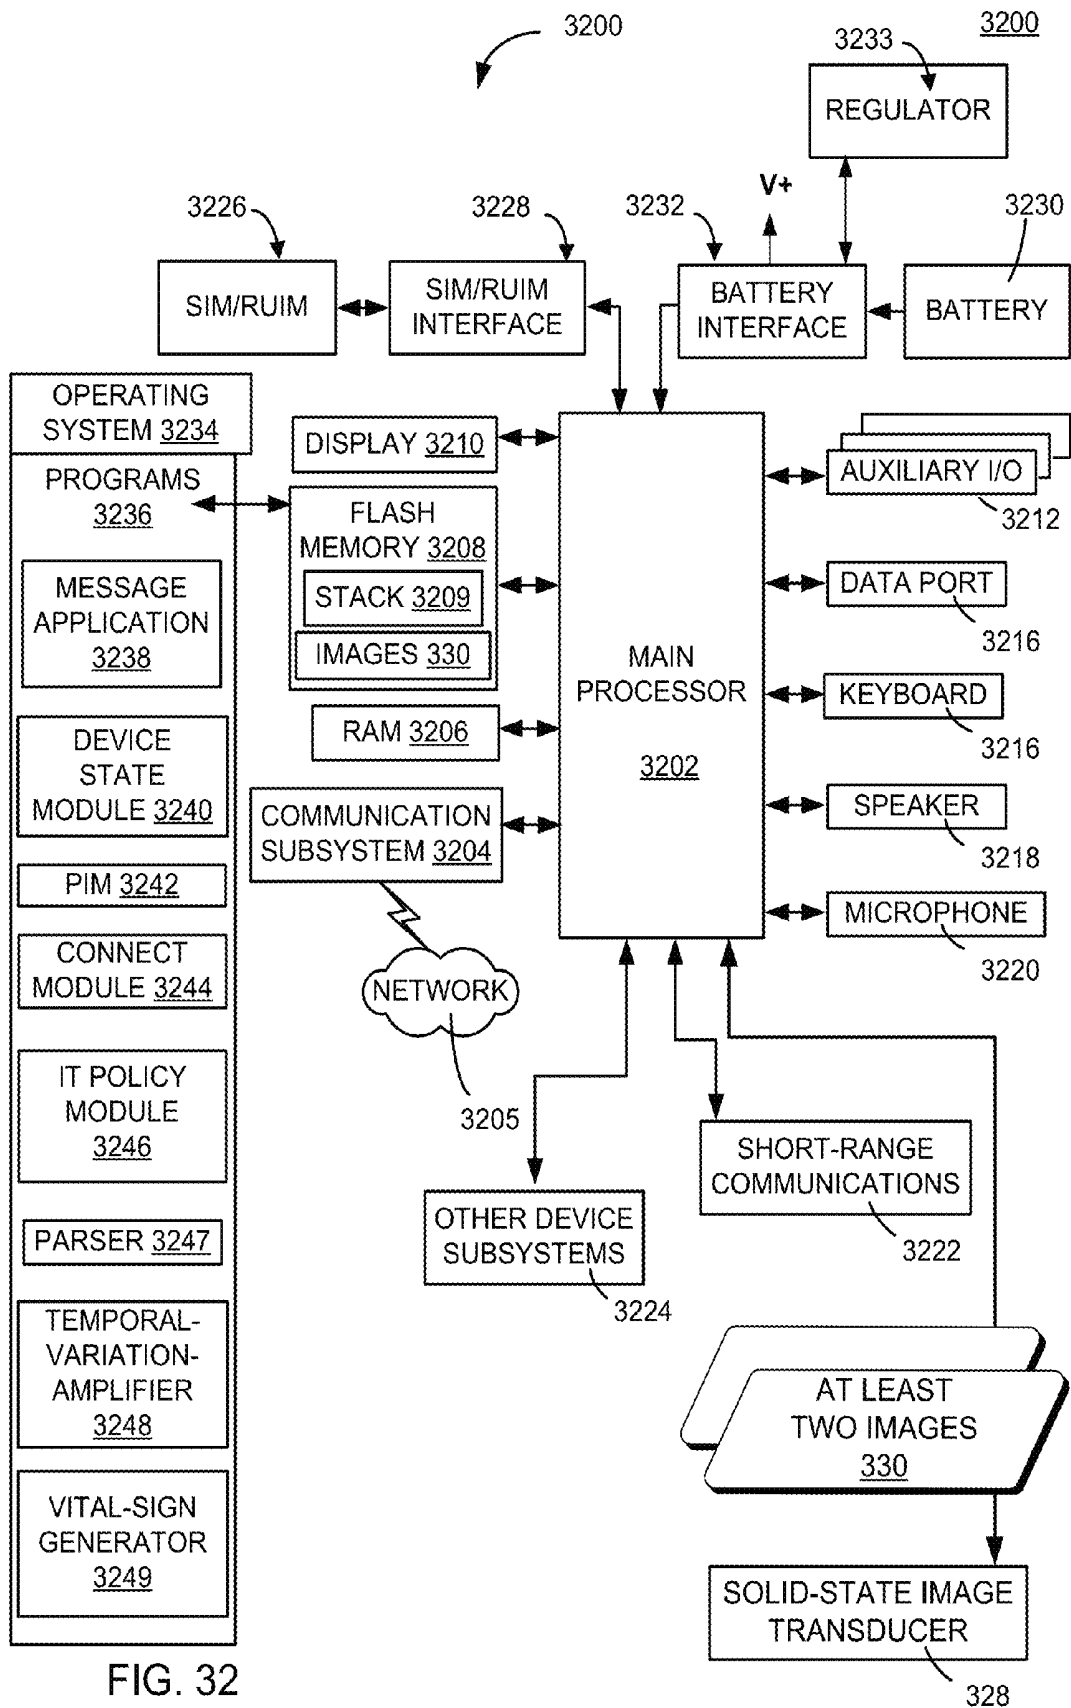 3200
3200
3233
REGULATOR
V+
3226
3228
3232
3230
SIM/RUIM
SIM/RUIM
INTERFACE
BATTERY
INTERFACE
BATTERY
OPERATING
SYSTEM 3234
PROGRAMS
3236
MESSAGE
APPLICATION
3238
DEVICE
STATE
MODULE 3240
PIM 3242
CONNECT
MODULE 3244
IT POLICY
MODULE
3246
PARSER 3247
TEMPORAL-
VARIATION-
AMPLIFIER
3248
VITAL-SIGN
GENERATOR
3249
DISPLAY 3210
FLASH
MEMORY 3208
STACK 3209
IMAGES 330
RAM 3206
COMMUNICATION
SUBSYSTEM 3204
NETWORK
3205
MAIN
PROCESSOR
3202
AUXILIARY I/O
3212
DATA PORT
3216
KEYBOARD
3216
SPEAKER
3218
MICROPHONE
3220
OTHER DEVICE
SUBSYSTEMS
3224
SHORT-RANGE
COMMUNICATIONS
3222
AT LEAST
TWO IMAGES
330
SOLID-STATE IMAGE
TRANSDUCER
328
FIG. 32